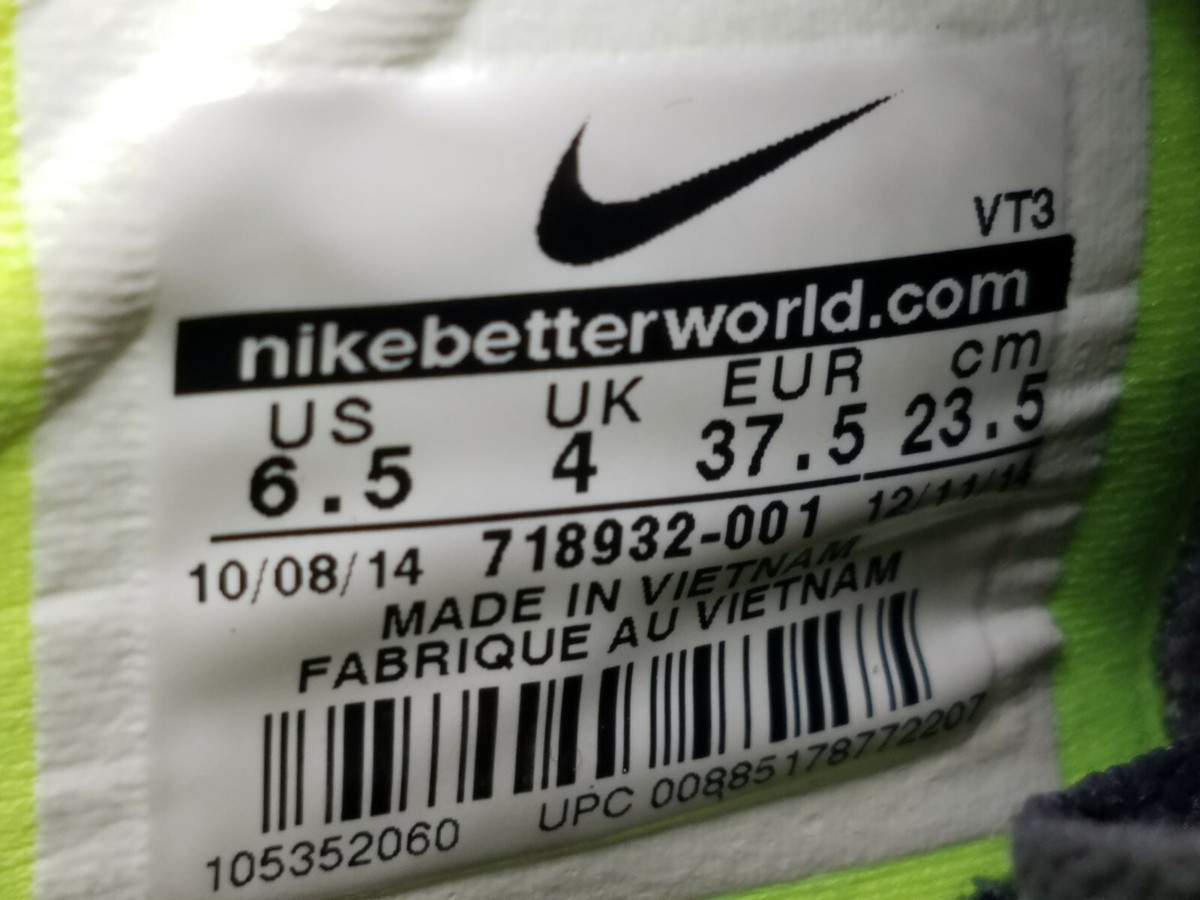 VT3
nikebetterworld.com
US UK EUR cm
6.5 4 37.5 23.5
10/08/14 718932-001 12/11/14
MADE IN VIETNAM
FABRIQUE AU VIETNAM
105352060 UPC 00885178772207